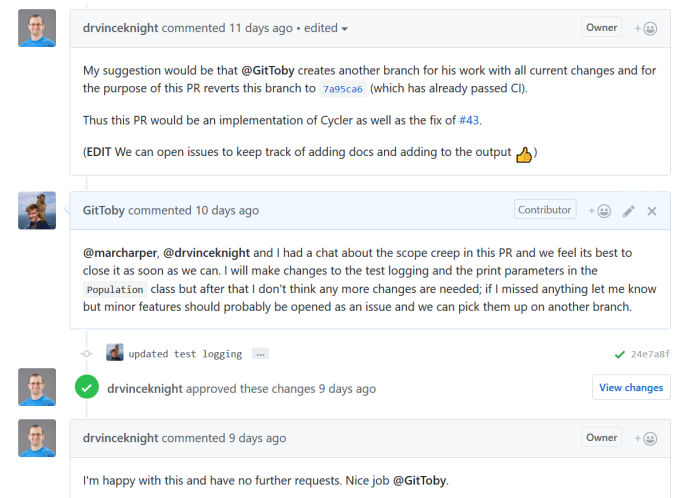 drvinceknight commented 11 days ago • edited
Owner
My suggestion would be that @GitToby creates another branch for his work with all current changes and for
the purpose of this PR reverts this branch to 7a95ca6 (which has already passed CI).
Thus this PR would be an implementation of Cycler as well as the fix of #43.
(EDIT We can open issues to keep track of adding docs and adding to the output 👍)
GitToby commented 10 days ago
Contributor
@marcharper, @drvinceknight and I had a chat about the scope creep in this PR and we feel its best to
close it as soon as we can. I will make changes to the test logging and the print parameters in the
Population class but after that I don't think any more changes are needed; if I missed anything let me know
but minor features should probably be opened as an issue and we can pick them up on another branch.
updated test logging ...
24e7a8f
drvinceknight approved these changes 9 days ago
View changes
drvinceknight commented 9 days ago
Owner
I'm happy with this and have no further requests. Nice job @GitToby.